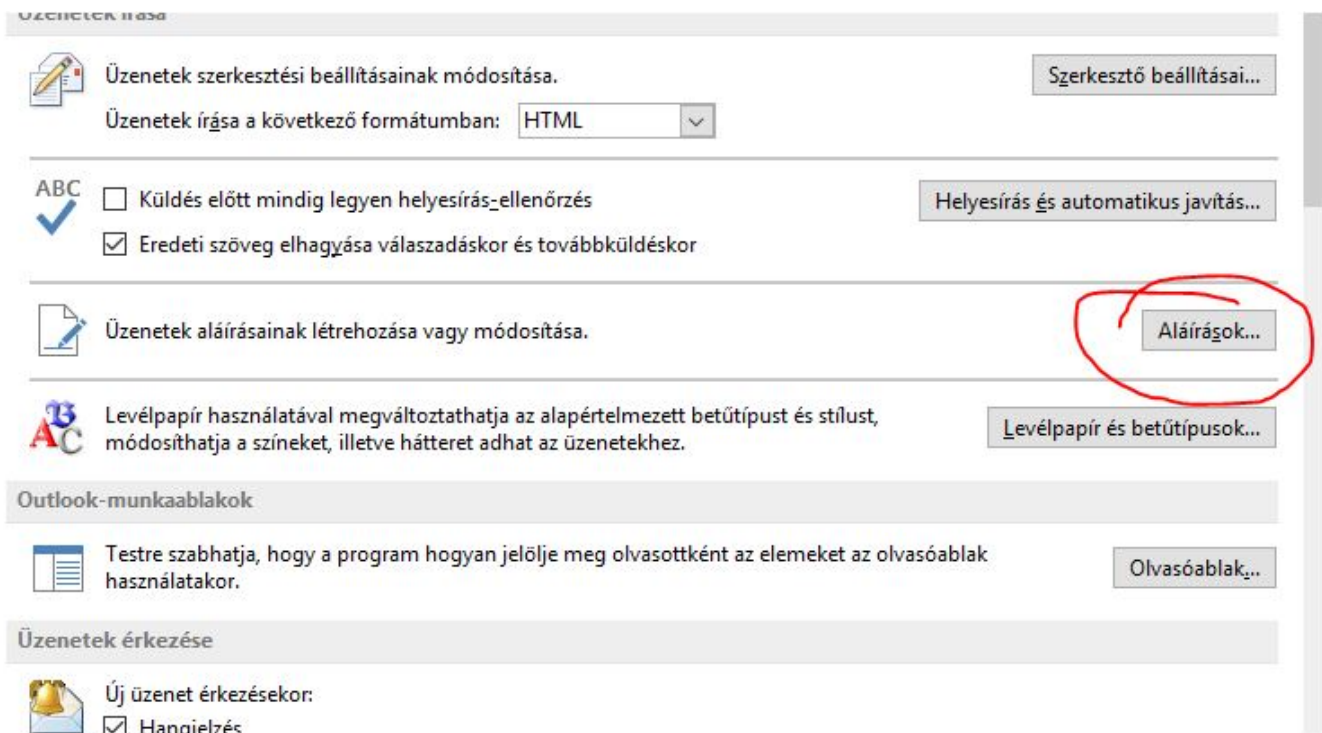 Üzenetek írása
Üzenetek szerkesztési beállításainak módosítása.
Szerkesztő beállításai...
Üzenetek írása a következő formátumban: HTML
ABC
Küldés előtt mindig legyen helyesírás-ellenőrzés
Helyesírás és automatikus javítás...
Eredeti szöveg elhagyása válaszadáskor és továbbküldéskor
Üzenetek aláírásainak létrehozása vagy módosítása.
Aláírások...
Levélpapír használatával megváltoztathatja az alapértelmezett betűtípust és stílust,
módosíthatja a színeket, illetve hátteret adhat az üzenetekhez.
Levélpapír és betűtípusok...
Outlook-munkaablakok
Testre szabhatja, hogy a program hogyan jelölje meg olvasottként az elemeket az olvasóablak
használatakor.
Olvasóablak...
Üzenetek érkezése
Új üzenet érkezésekor:
Hangjelzés